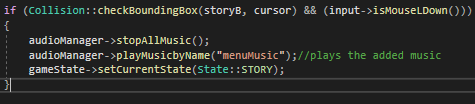 if (Collision::checkBoundingBox(storyB, cursor) && (input->isMouseLDown()))
{
    audioManager->stopAllMusic();
    audioManager->playMusicbyName("menuMusic");//plays the added music
    gameState->setCurrentState(State::STORY);
}